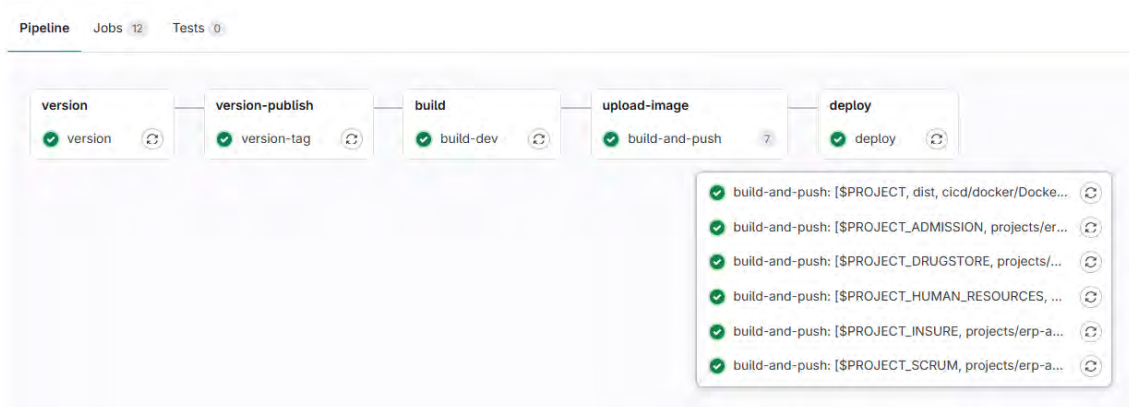 Pipeline Jobs 12 Tests 0
version version-publish build upload-image deploy
version version-tag build-dev build-and-push 7 deploy
build-and-push: [$PROJECT, dist, cicd/docker/Docke...
build-and-push: [$PROJECT_ADMISSION, projects/er...
build-and-push: [$PROJECT_DRUGSTORE, projects/...
build-and-push: [$PROJECT_HUMAN_RESOURCES, ...
build-and-push: [$PROJECT_INSURE, projects/erp-a...
build-and-push: [$PROJECT_SCRUM, projects/erp-a...